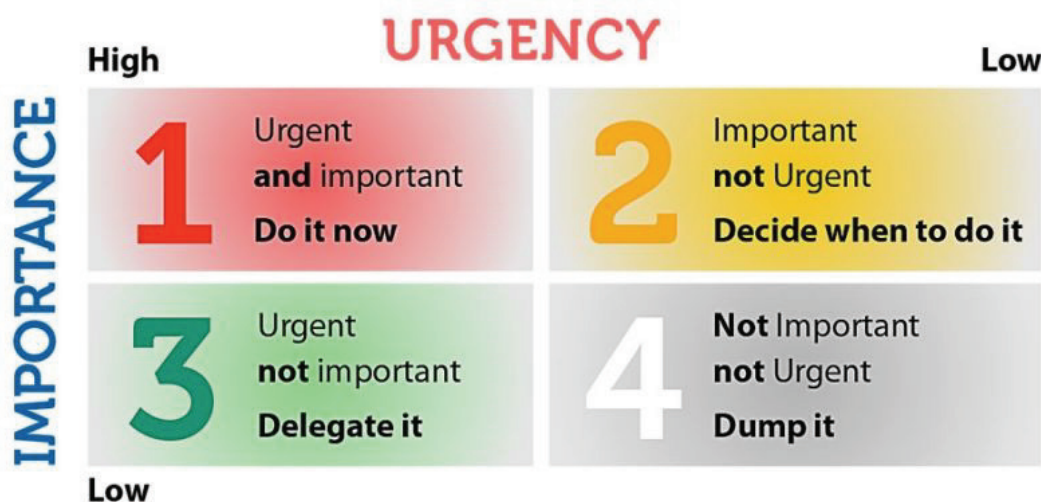 URGENCY
High
Low
IMPORTANCE
1
Urgent
and important
Do it now
2
Important
not Urgent
Decide when to do it
3
Urgent
not important
Delegate it
4
Not Important
not Urgent
Dump it
Low